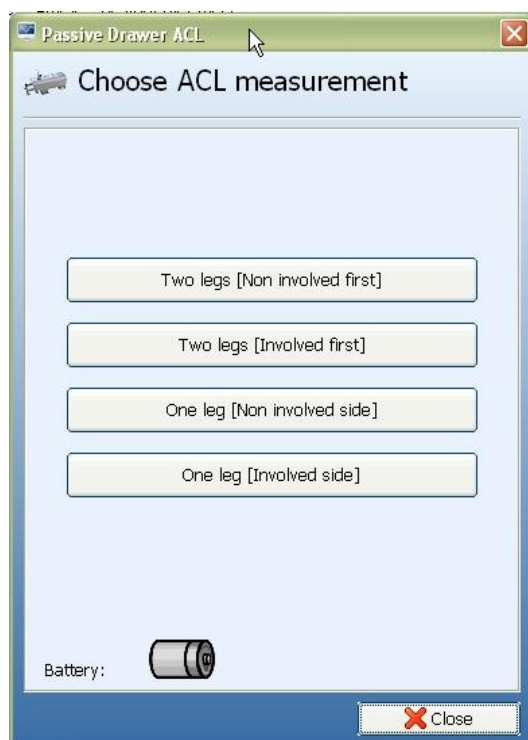 Passive Drawer ACL
Choose ACL measurement
Two legs [Non involved first]
Two legs [Involved first]
One leg [Non involved side]
One leg [Involved side]
Battery:
Close